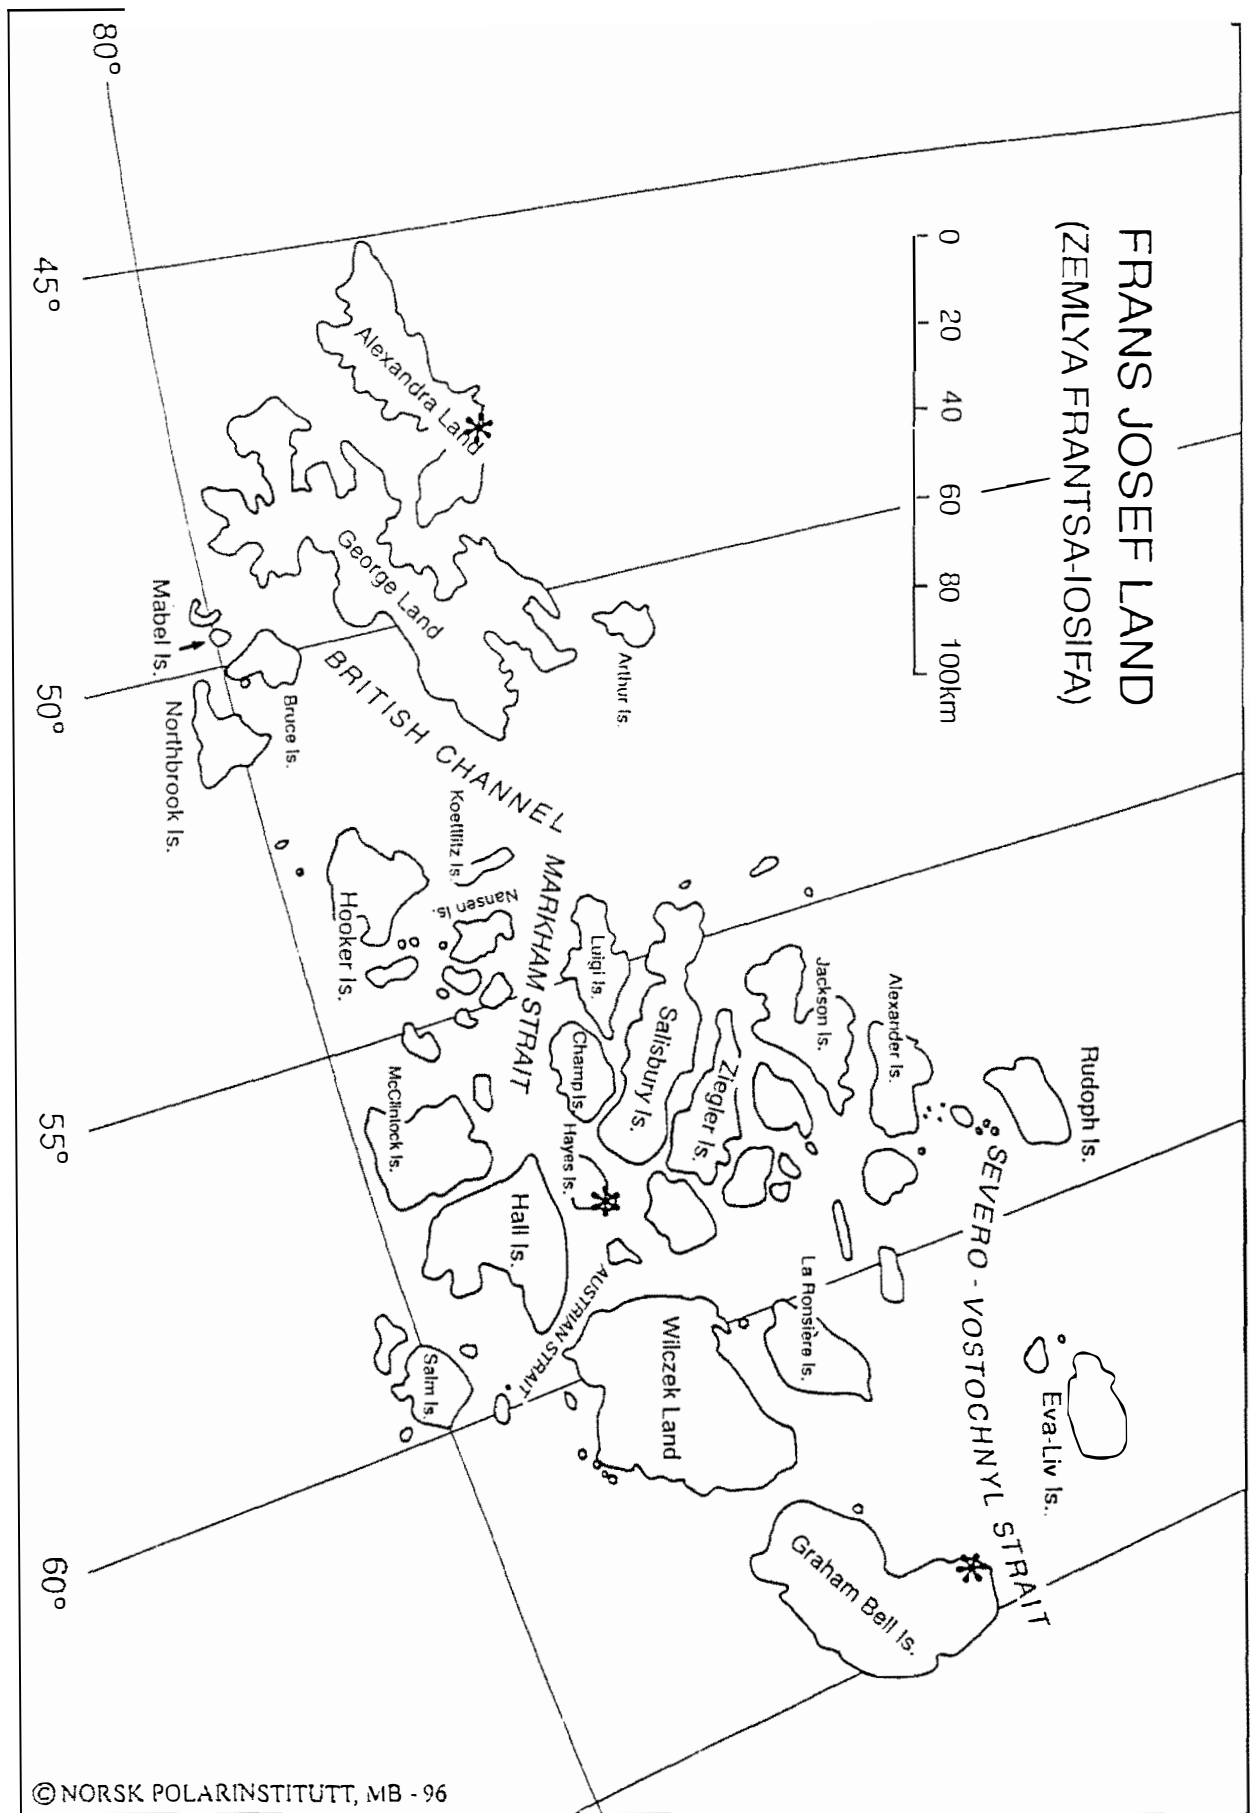 FRANS JOSEF LAND
(ZEMLYA FRANTSA-IOSIFA)
0 20 40 60 80 100km
80°
45°
50°
55°
60°
Alexandra Land
George Land
Arthur Is.
Mabel Is.
Bruce Is.
Northbrook Is.
BRITISH CHANNEL
Koettlitz Is.
Nansen Is.
Hooker Is.
MARKHAM STRAIT
Luigi Is.
Salisbury Is.
Champ Is.
Ziegler Is.
Jackson Is.
Alexander Is.
Rudoph Is.
McClintock Is.
Hayes Is.
Hall Is.
AUSTRIAN STRAIT
Salm Is.
Wilczek Land
La Ronsière Is.
SEVERO - VOSTOCHNYL STRAIT
Eva-Liv Is..
Graham Bell Is.
© NORSK POLARINSTITUTT, MB - 96